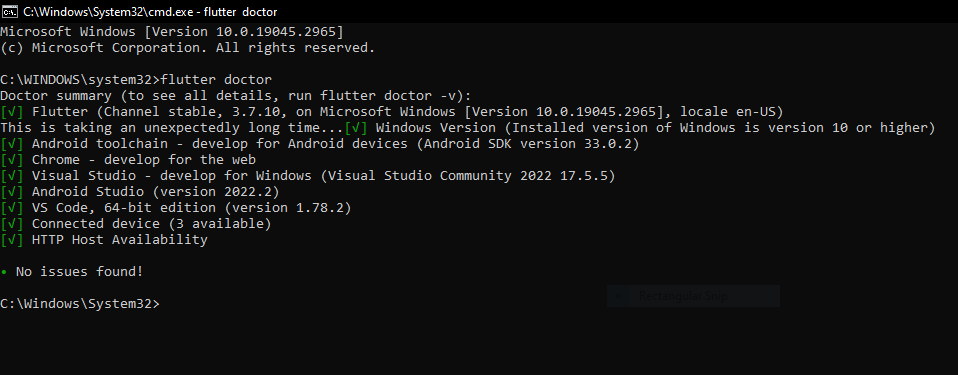 C:\Windows\System32\cmd.exe - flutter doctor
Microsoft Windows [Version 10.0.19045.2965]
(c) Microsoft Corporation. All rights reserved.
C:\WINDOWS\system32>flutter doctor
Doctor summary (to see all details, run flutter doctor -v):
[√] Flutter (Channel stable, 3.7.10, on Microsoft Windows [Version 10.0.19045.2965], locale en-US)
This is taking an unexpectedly long time...[√] Windows Version (Installed version of Windows is version 10 or higher)
[√] Android toolchain - develop for Android devices (Android SDK version 33.0.2)
[√] Chrome - develop for the web
[√] Visual Studio - develop for Windows (Visual Studio Community 2022 17.5.5)
[√] Android Studio (version 2022.2)
[√] VS Code, 64-bit edition (version 1.78.2)
[√] Connected device (3 available)
[√] HTTP Host Availability
• No issues found!
C:\Windows\System32>